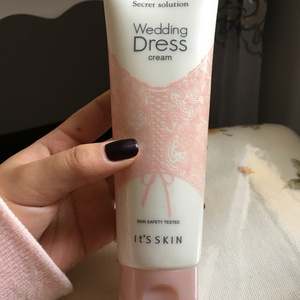 Secret solution
Wedding
Dress
cream
SKIN SAFETY TESTED
It'S SKIN